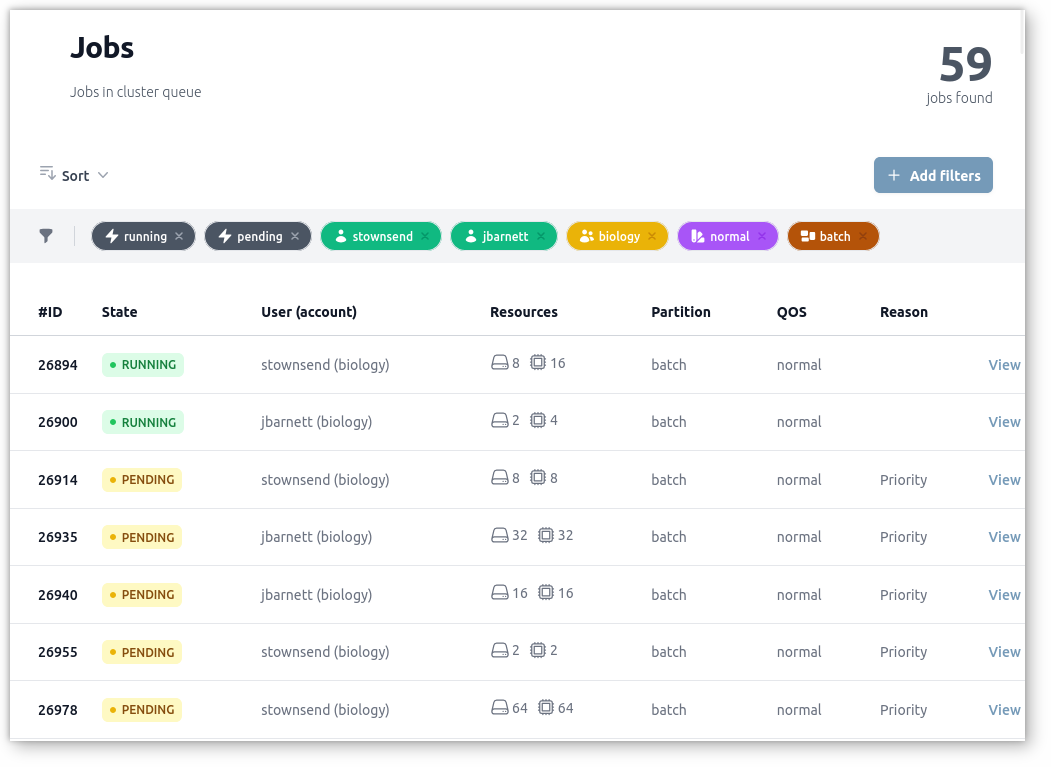 Jobs
Jobs in cluster queue
59
jobs found
Sort
Add filters
running pending stownsend jbarnett biology normal batch
#ID State User (account) Resources Partition QOS Reason
26894 RUNNING stownsend (biology) 8 16 batch normal View
26900 RUNNING jbarnett (biology) 2 4 batch normal View
26914 PENDING stownsend (biology) 8 8 batch normal Priority View
26935 PENDING jbarnett (biology) 32 32 batch normal Priority View
26940 PENDING jbarnett (biology) 16 16 batch normal Priority View
26955 PENDING stownsend (biology) 2 2 batch normal Priority View
26978 PENDING stownsend (biology) 64 64 batch normal Priority View